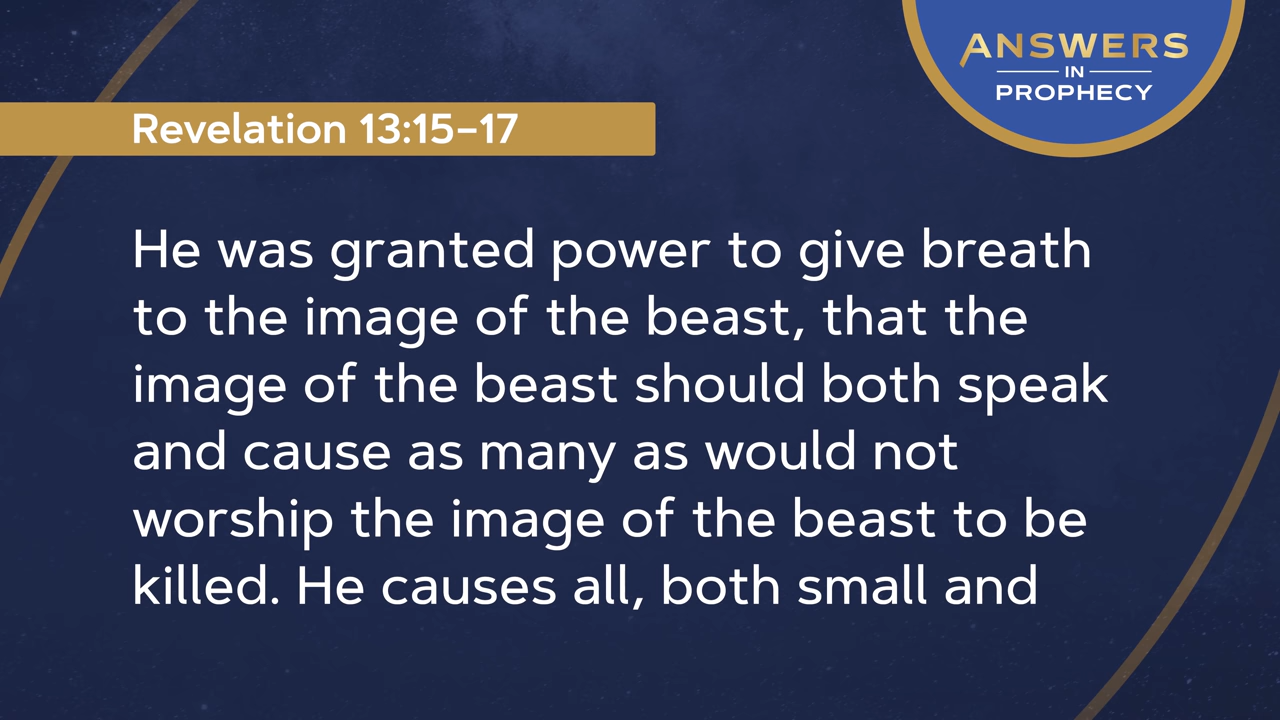 ANSWERS
IN
PROPHECY
Revelation 13:15–17
He was granted power to give breath
to the image of the beast, that the
image of the beast should both speak
and cause as many as would not
worship the image of the beast to be
killed. He causes all, both small and